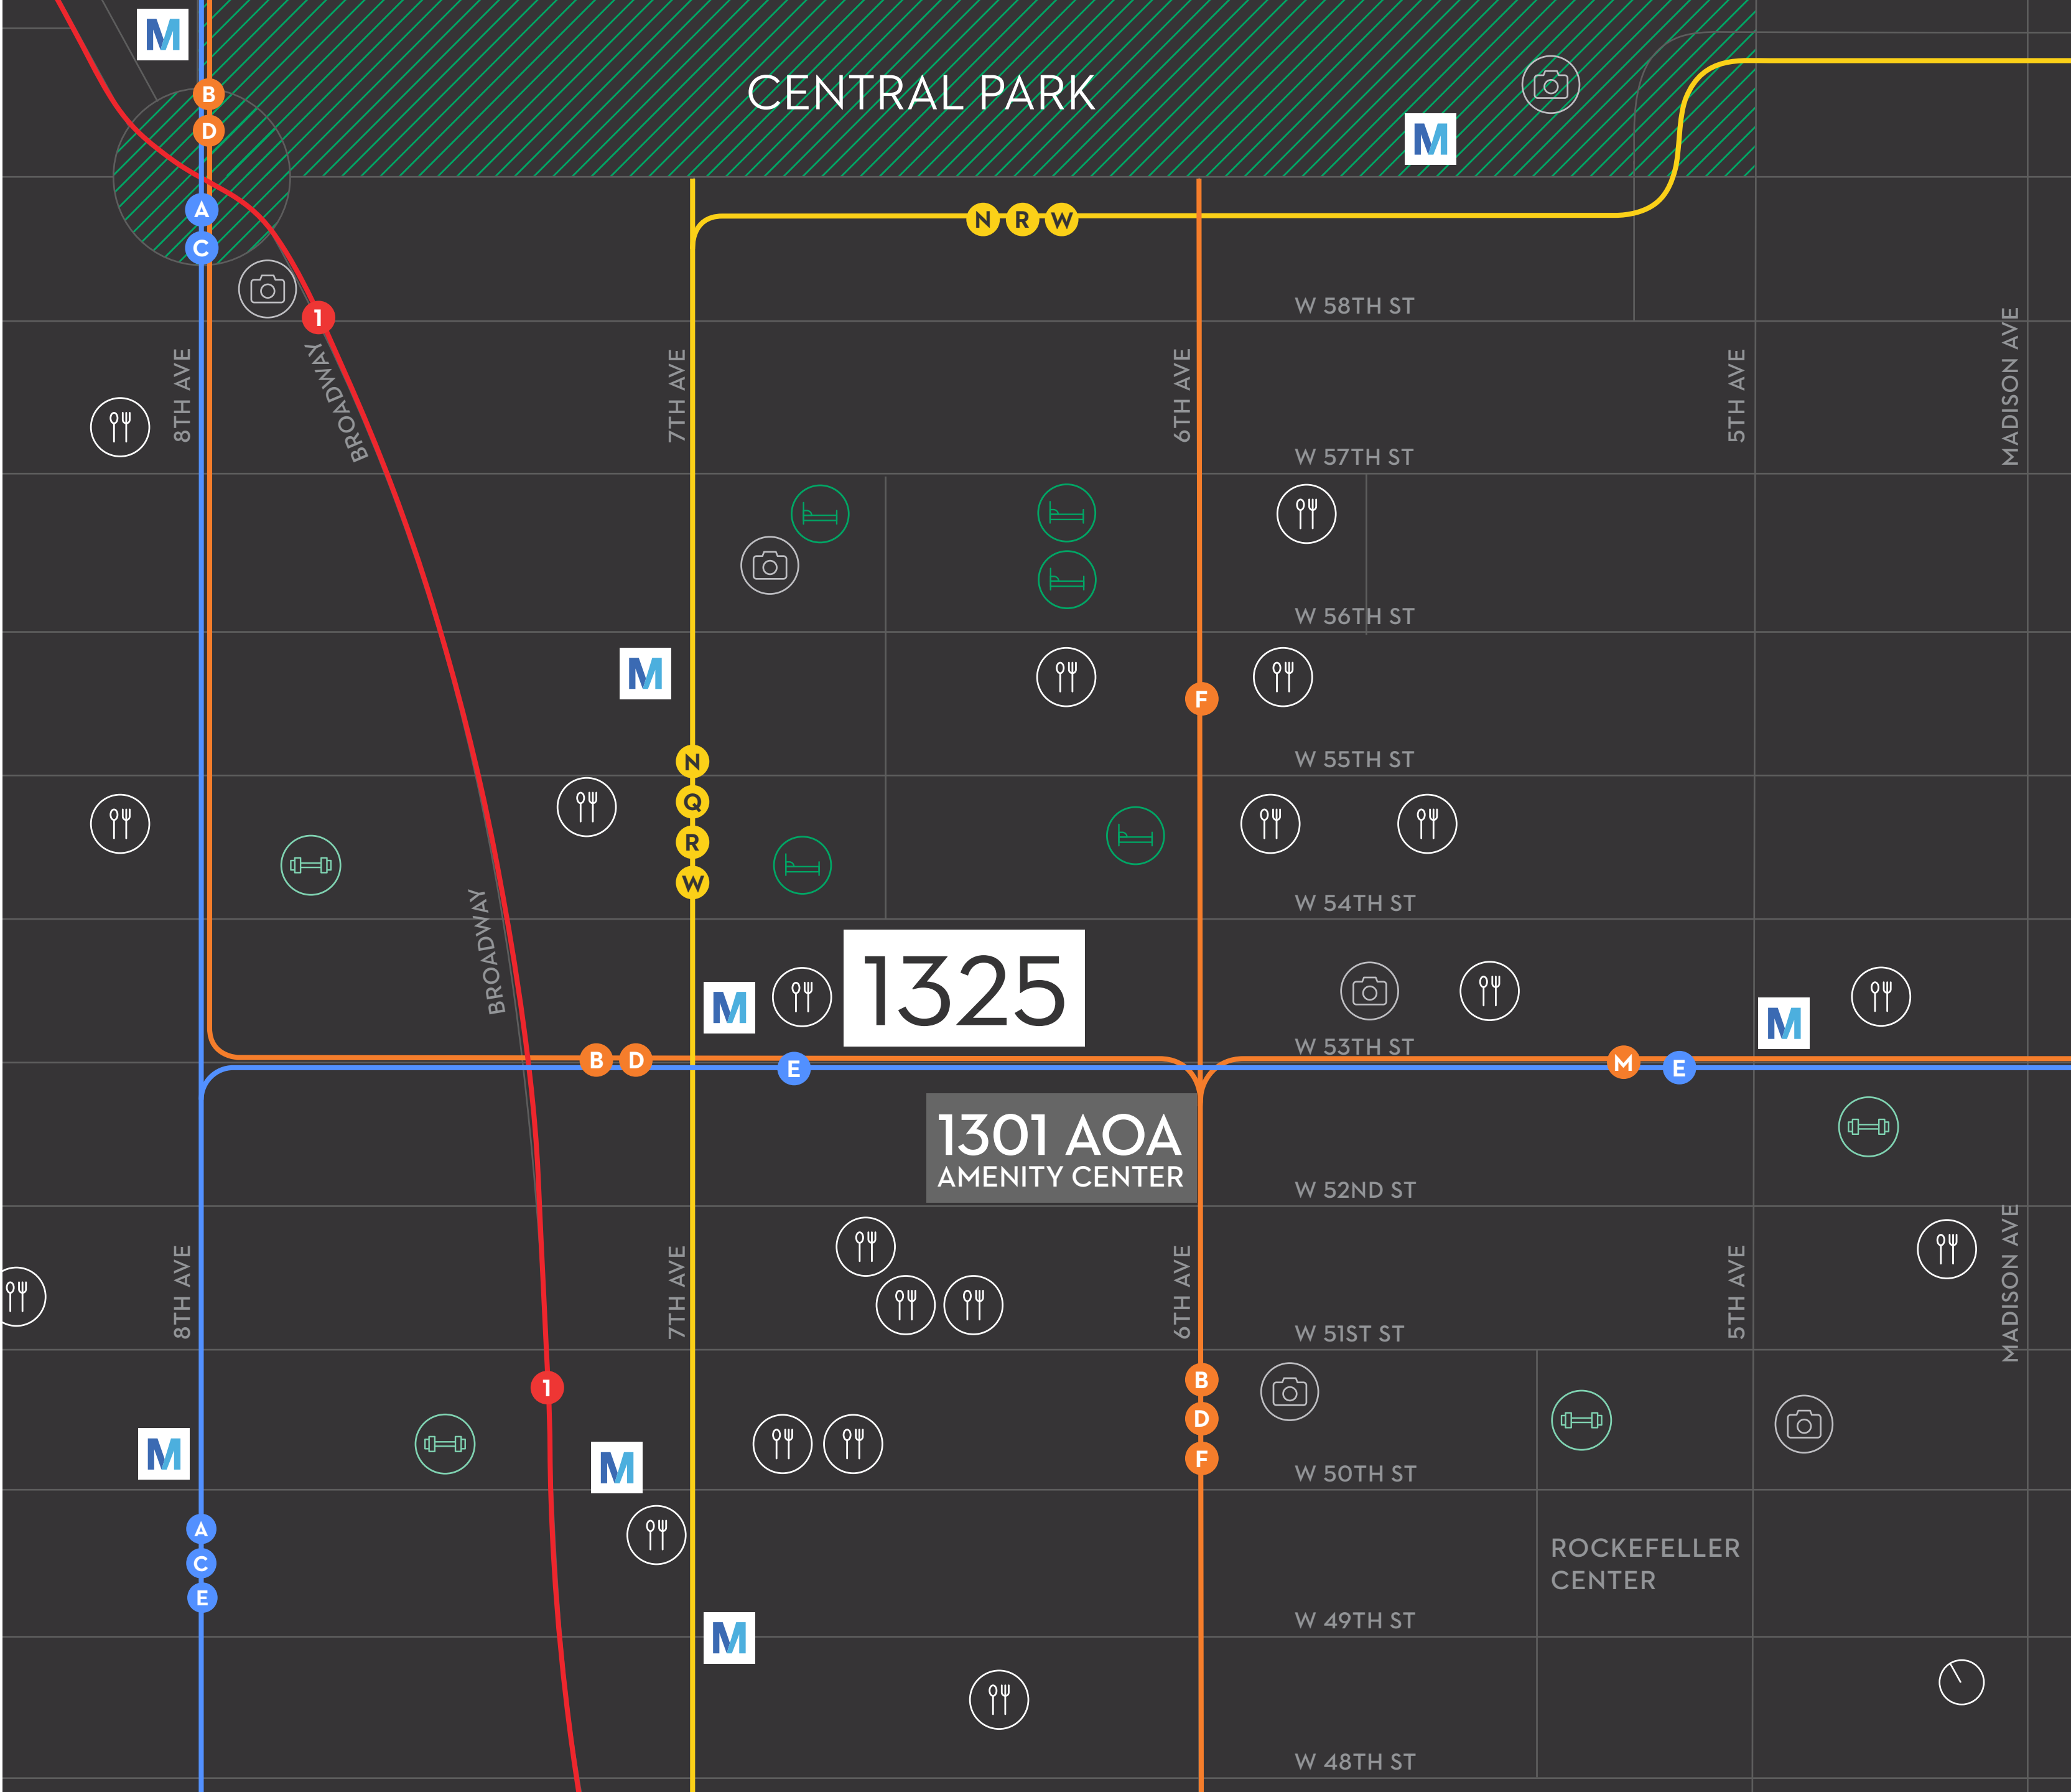 M
B
D
CENTRAL PARK
M
A
C
N R W
1
W 58TH ST
8TH AVE
BROADWAY
7TH AVE
6TH AVE
5TH AVE
MADISON AVE
W 57TH ST
W 56TH ST
M
F
N
Q
R
W
W 55TH ST
W 54TH ST
BROADWAY
1325
M
M
W 53TH ST
B D
E
M
E
1301 AOA
AMENITY CENTER
W 52ND ST
8TH AVE
7TH AVE
6TH AVE
5TH AVE
MADISON AVE
W 51ST ST
1
B
D
F
M
M
W 50TH ST
A
C
E
ROCKEFELLER
CENTER
W 49TH ST
M
W 48TH ST